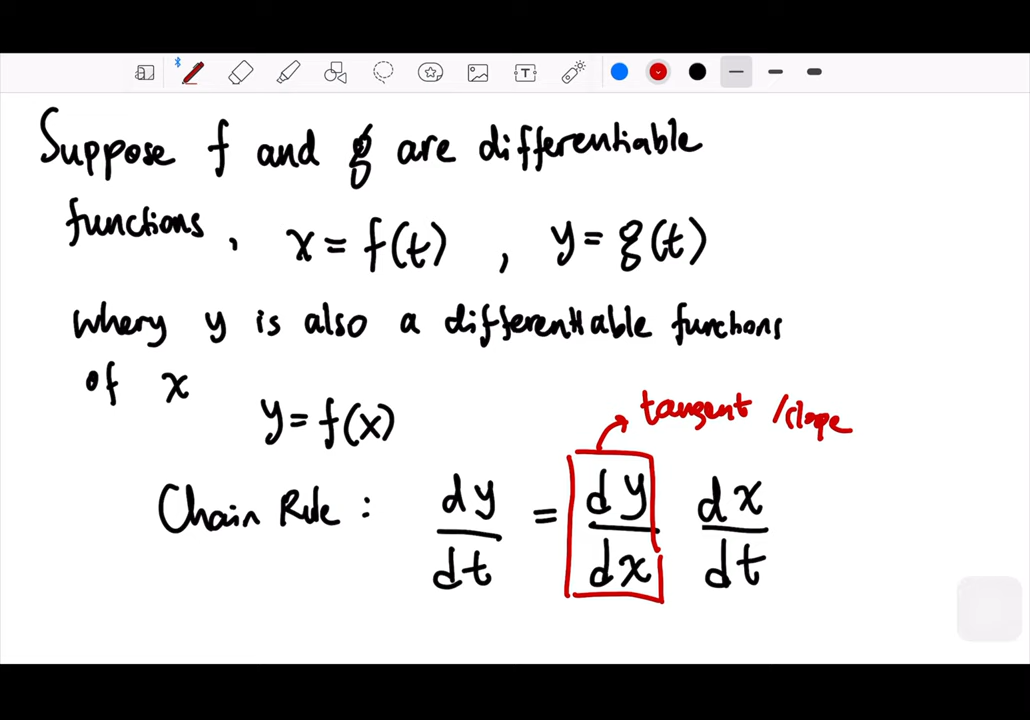 Suppose f and g are differentiable
functions, x = f(t), y = g(t)
whery y is also a differentiable functions
of x
y = f(x)
tangent /slope
Chain Rule: dy/dt = dy/dx dx/dt